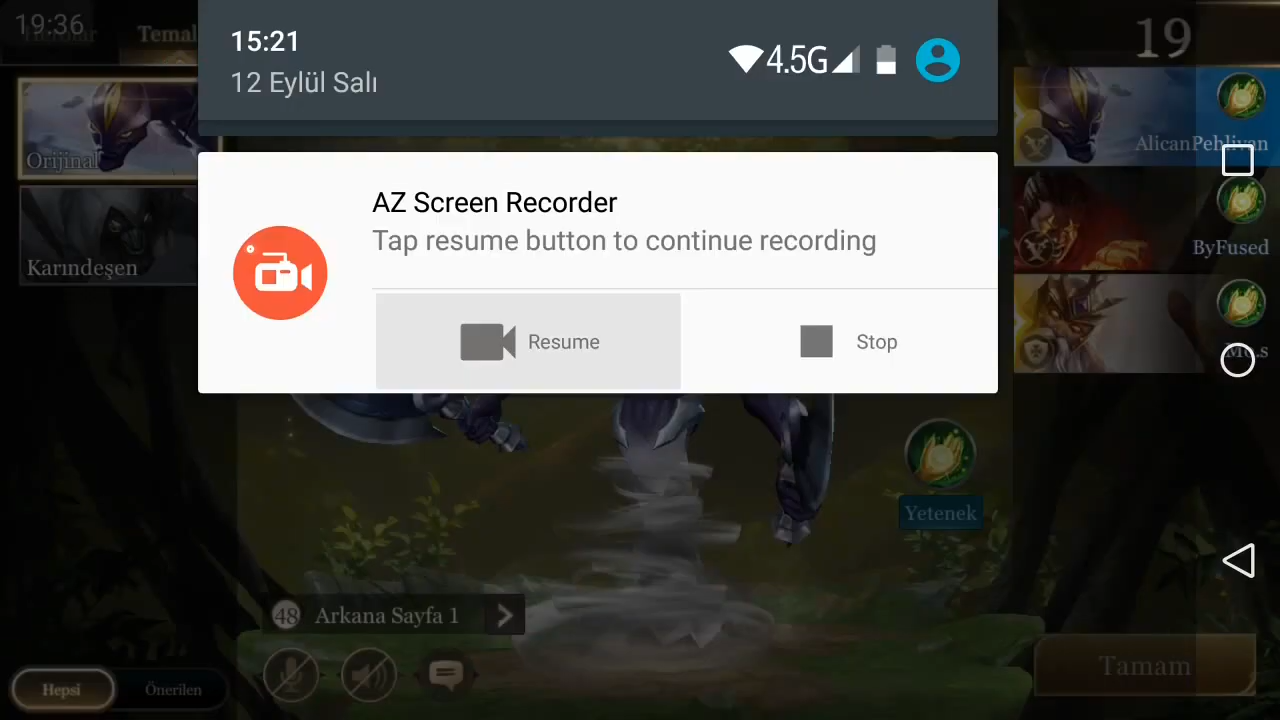 19:36
Temal
15:21
4.5G
12 Eylül Salı
19
Orijinal
Karındeşen
AlicanPehlivan
ByFused
AZ Screen Recorder
Tap resume button to continue recording
Resume
Stop
Yetenek
48 Arkana Sayfa 1
Tamam
Hepsi
Önerilen